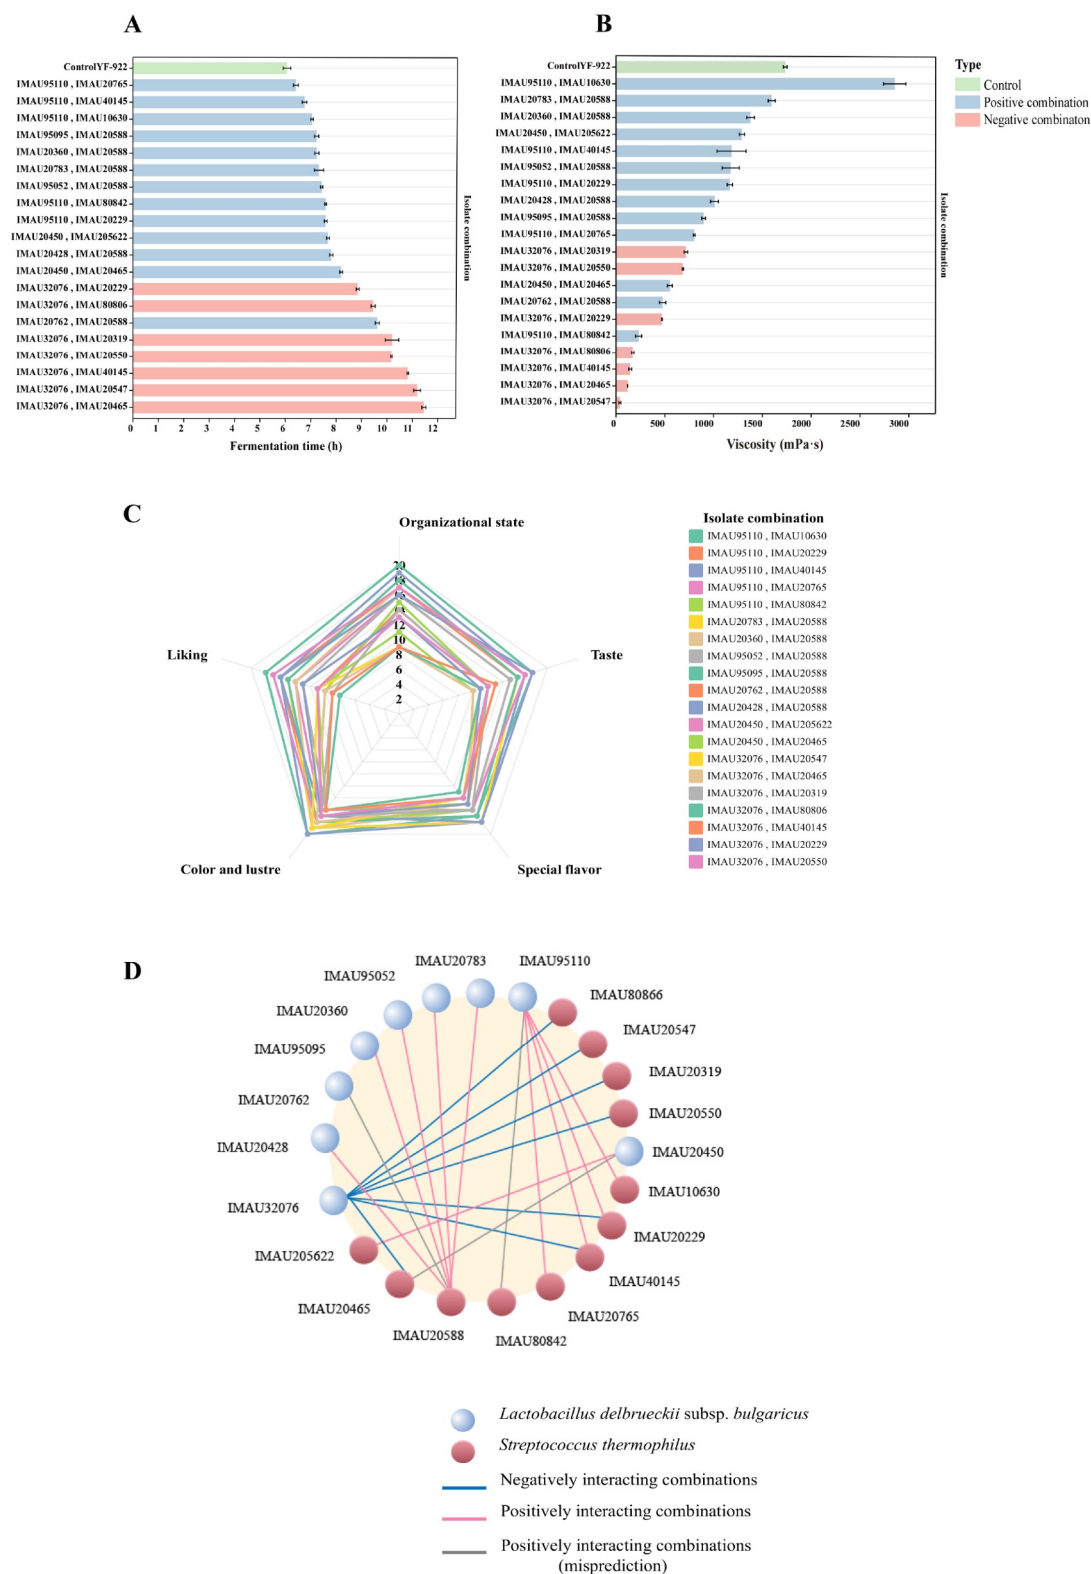 A
ControlYF-922
IMAU95110 , IMAU20765
IMAU95110 , IMAU40145
IMAU95110 , IMAU10630
IMAU95095 , IMAU20588
IMAU20360 , IMAU20588
IMAU20783 , IMAU20588
IMAU95052 , IMAU20588
IMAU95110 , IMAU80842
IMAU95110 , IMAU20229
IMAU20450 , IMAU205622
IMAU20428 , IMAU20588
IMAU20450 , IMAU20465
IMAU32076 , IMAU20229
IMAU32076 , IMAU80806
IMAU20762 , IMAU20588
IMAU32076 , IMAU20319
IMAU32076 , IMAU20550
IMAU32076 , IMAU40145
IMAU32076 , IMAU20547
IMAU32076 , IMAU20465
0 1 2 3 4 5 6 7 8 9 10 11 12
Fermentation time (h)
Isolate combination
B
ControlYF-922
IMAU95110 , IMAU10630
IMAU20783 , IMAU20588
IMAU20360 , IMAU20588
IMAU20450 , IMAU205622
IMAU95110 , IMAU40145
IMAU95052 , IMAU20588
IMAU95110 , IMAU20229
IMAU20428 , IMAU20588
IMAU95095 , IMAU20588
IMAU95110 , IMAU20765
IMAU32076 , IMAU20319
IMAU32076 , IMAU20550
IMAU20450 , IMAU20465
IMAU20762 , IMAU20588
IMAU32076 , IMAU20229
IMAU95110 , IMAU80842
IMAU32076 , IMAU80806
IMAU32076 , IMAU40145
IMAU32076 , IMAU20465
IMAU32076 , IMAU20547
0 500 1000 1500 2000 2500 3000
Viscosity (mPa·s)
Isolate combination
Type
Control
Positive combination
Negative combinaton
C
Organizational state
20
12
10
8
6
4
2
Liking
Taste
Color and lustre
Special flavor
Isolate combination
IMAU95110 , IMAU10630
IMAU95110 , IMAU20229
IMAU95110 , IMAU40145
IMAU95110 , IMAU20765
IMAU95110 , IMAU80842
IMAU20783 , IMAU20588
IMAU20360 , IMAU20588
IMAU95052 , IMAU20588
IMAU95095 , IMAU20588
IMAU20762 , IMAU20588
IMAU20428 , IMAU20588
IMAU20450 , IMAU205622
IMAU20450 , IMAU20465
IMAU32076 , IMAU20547
IMAU32076 , IMAU20465
IMAU32076 , IMAU20319
IMAU32076 , IMAU80806
IMAU32076 , IMAU40145
IMAU32076 , IMAU20229
IMAU32076 , IMAU20550
D
IMAU20783
IMAU95110
IMAU95052
IMAU80866
IMAU20360
IMAU20547
IMAU95095
IMAU20319
IMAU20762
IMAU20550
IMAU20428
IMAU20450
IMAU32076
IMAU10630
IMAU20229
IMAU205622
IMAU40145
IMAU20465
IMAU20765
IMAU20588
IMAU80842
Lactobacillus delbrueckii subsp. bulgaricus
Streptococcus thermophilus
Negatively interacting combinations
Positively interacting combinations
Positively interacting combinations
(misprediction)